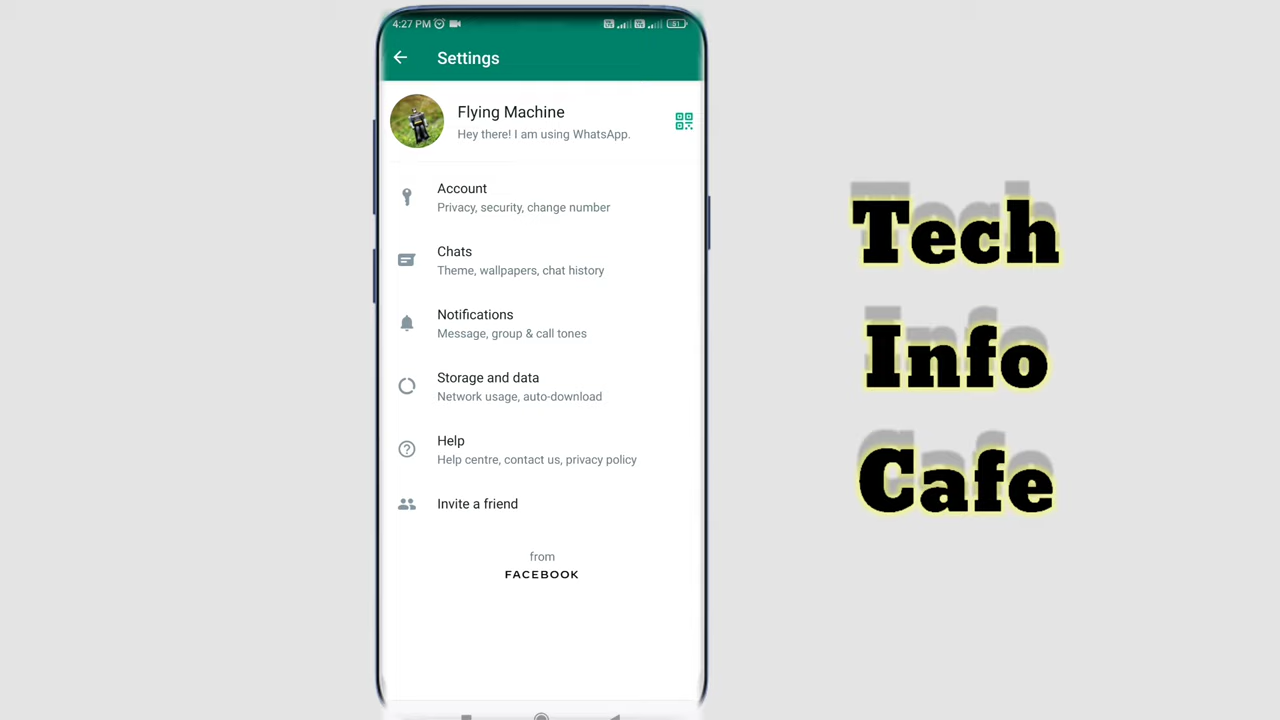 4:27 PM
Settings
Flying Machine
Hey there! I am using WhatsApp.
Account
Privacy, security, change number
Chats
Theme, wallpapers, chat history
Notifications
Message, group & call tones
Storage and data
Network usage, auto-download
Help
Help centre, contact us, privacy policy
Invite a friend
from
FACEBOOK
Tech
Info
Cafe